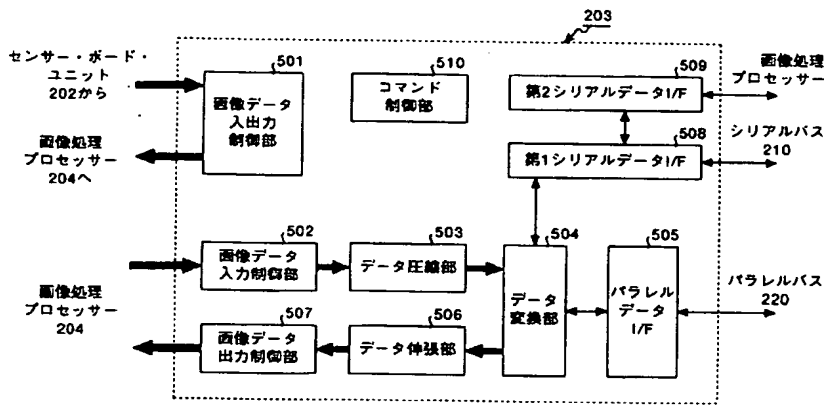 203
センサー・ボード・
ユニット
202から
501
画像データ
入出力
制御部
510
コマンド
制御部
509
第2シリアルデータI/F
画像処理
プロセッサー
508
第1シリアルデータI/F
シリアルバス
210
画像処理
プロセッサー
204へ
502
画像データ
入力制御部
503
データ圧縮部
504
データ
変換部
505
パラレル
データ
I/F
パラレルバス
220
画像処理
プロセッサー
204
507
画像データ
出力制御部
506
データ伸張部